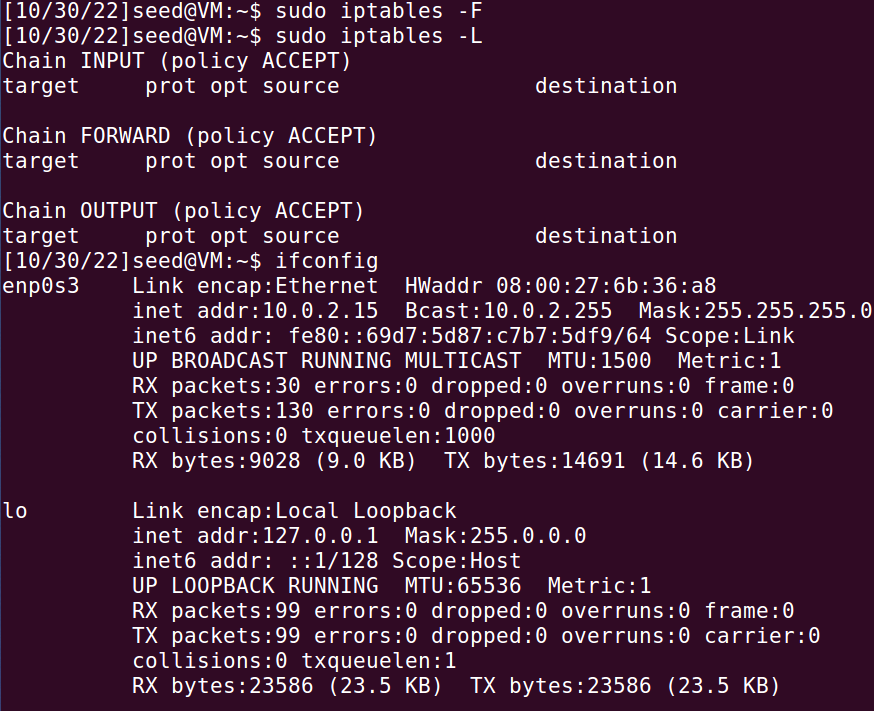 [10/30/22]seed@VM:~$ sudo iptables -F
[10/30/22]seed@VM:~$ sudo iptables -L
Chain INPUT (policy ACCEPT)
target     prot opt source               destination

Chain FORWARD (policy ACCEPT)
target     prot opt source               destination

Chain OUTPUT (policy ACCEPT)
target     prot opt source               destination
[10/30/22]seed@VM:~$ ifconfig
enp0s3    Link encap:Ethernet  HWaddr 08:00:27:6b:36:a8
          inet addr:10.0.2.15  Bcast:10.0.2.255  Mask:255.255.255.0
          inet6 addr: fe80::69d7:5d87:c7b7:5df9/64 Scope:Link
          UP BROADCAST RUNNING MULTICAST  MTU:1500  Metric:1
          RX packets:30 errors:0 dropped:0 overruns:0 frame:0
          TX packets:130 errors:0 dropped:0 overruns:0 carrier:0
          collisions:0 txqueuelen:1000
          RX bytes:9028 (9.0 KB)  TX bytes:14691 (14.6 KB)

lo        Link encap:Local Loopback
          inet addr:127.0.0.1  Mask:255.0.0.0
          inet6 addr: ::1/128 Scope:Host
          UP LOOPBACK RUNNING  MTU:65536  Metric:1
          RX packets:99 errors:0 dropped:0 overruns:0 frame:0
          TX packets:99 errors:0 dropped:0 overruns:0 carrier:0
          collisions:0 txqueuelen:1
          RX bytes:23586 (23.5 KB)  TX bytes:23586 (23.5 KB)